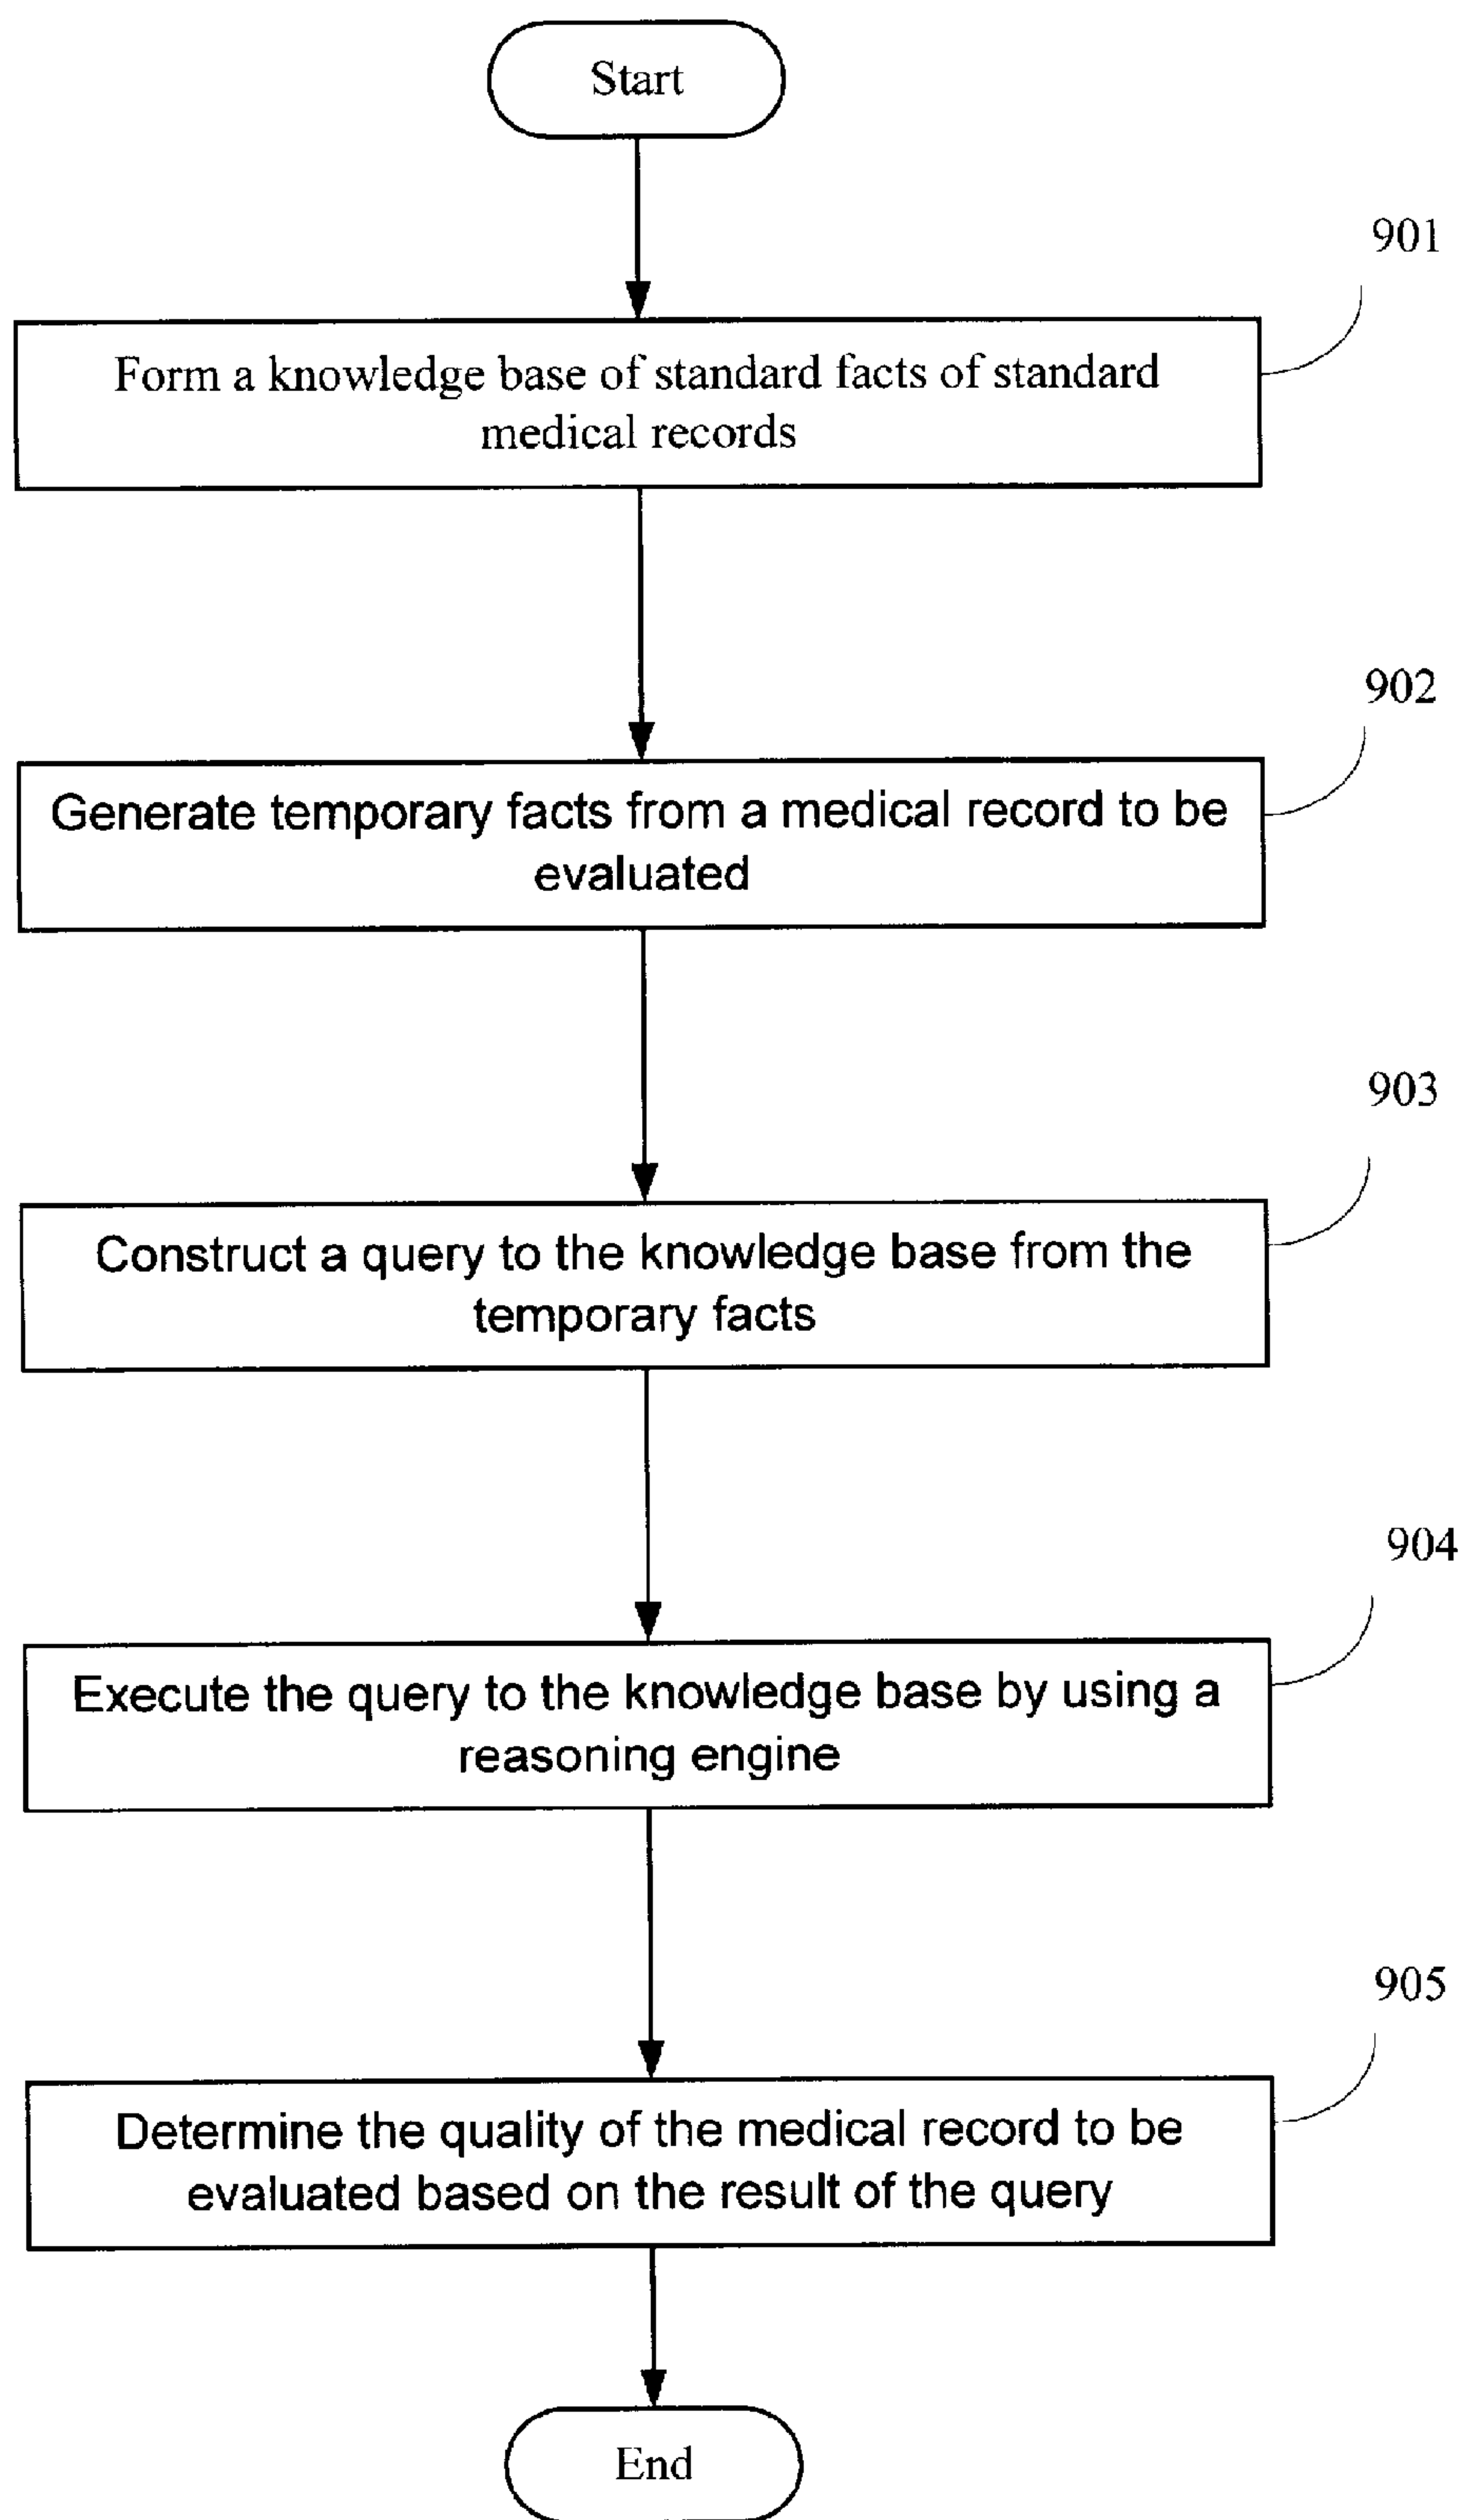 Start
901
Form a knowledge base of standard facts of standard
medical records
902
Generate temporary facts from a medical record to be
evaluated
903
Construct a query to the knowledge base from the
temporary facts
904
Execute the query to the knowledge base by using a
reasoning engine
905
Determine the quality of the medical record to be
evaluated based on the result of the query
End